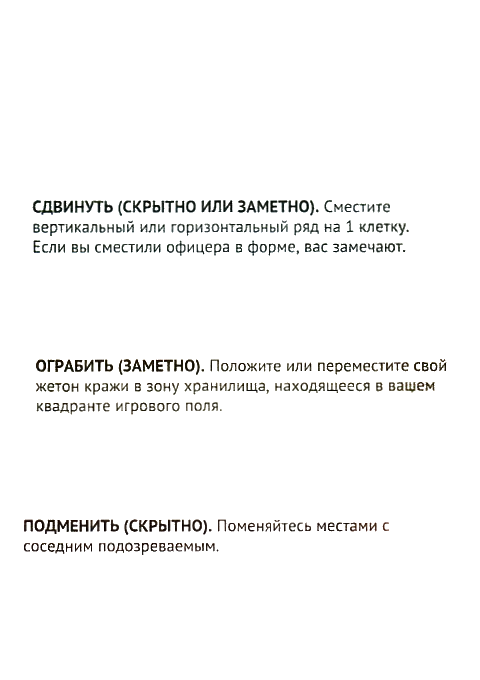 СДВИНУТЬ (СКРЫТНО ИЛИ ЗАМЕТНО). Сместите
вертикальный или горизонтальный ряд на 1 клетку.
Если вы сместили офицера в форме, вас замечают.
ОГРАБИТЬ (ЗАМЕТНО). Положите или переместите свой
жетон кражи в зону хранилища, находящееся в вашем
квадранте игрового поля.
ПОДМЕНИТЬ (СКРЫТНО). Поменяйтесь местами с
соседним подозреваемым.